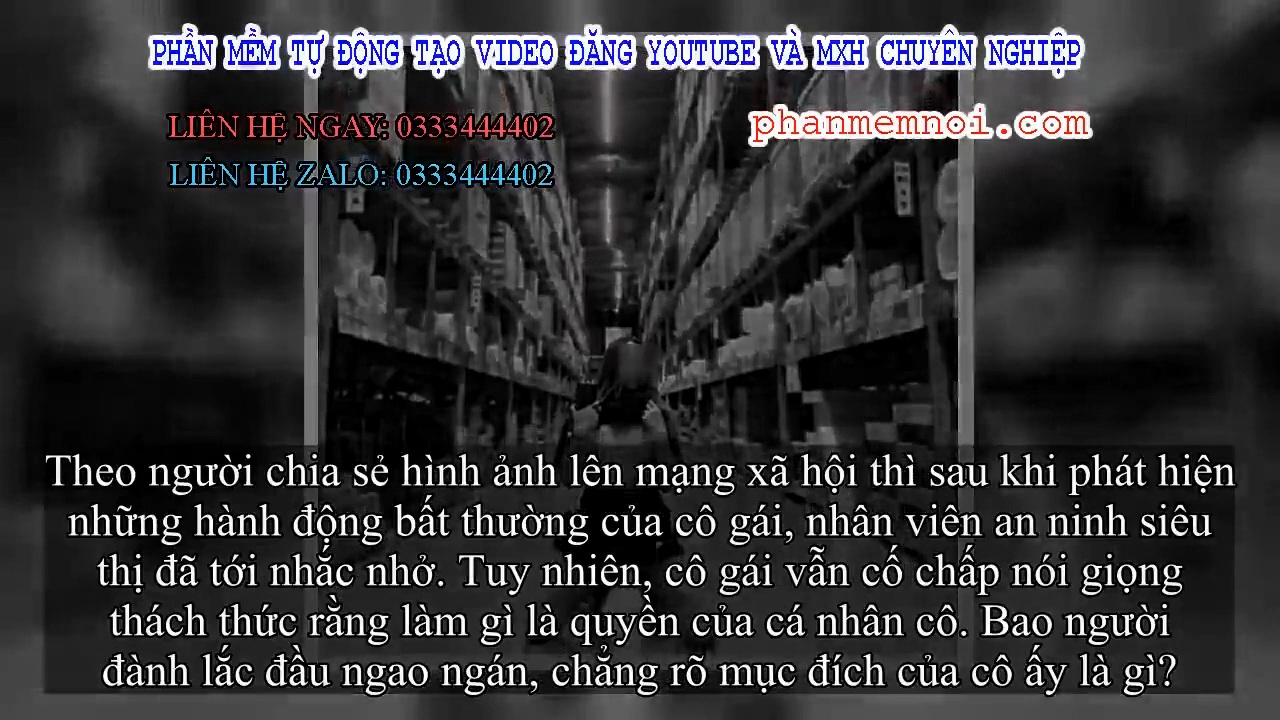 PHẦN MỀM TỰ ĐỘNG TẠO VIDEO ĐĂNG YOUTUBE VÀ MXH CHUYÊN NGHIỆP
LIÊN HỆ NGAY: 0333444402
phanmemnoi.com
LIÊN HỆ ZALO: 0333444402
Theo người chia sẻ hình ảnh lên mạng xã hội thì sau khi phát hiện
những hành động bất thường của cô gái, nhân viên an ninh siêu
thị đã tới nhắc nhở. Tuy nhiên, cô gái vẫn cố chấp nói giọng
thách thức rằng làm gì là quyền của cá nhân cô. Bao người
đành lắc đầu ngao ngán, chẳng rõ mục đích của cô ấy là gì?